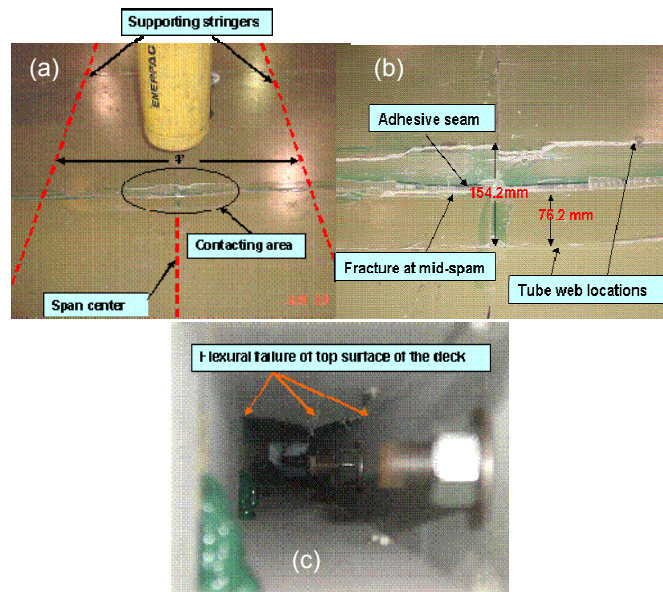 Supporting stringers
(a)
ENERPAC
4'
Contacting area
Span center
(b)
Adhesive seam
154.2mm
76.2 mm
Fracture at mid-spam
Tube web locations
Flexural failure of top surface of the deck
(c)